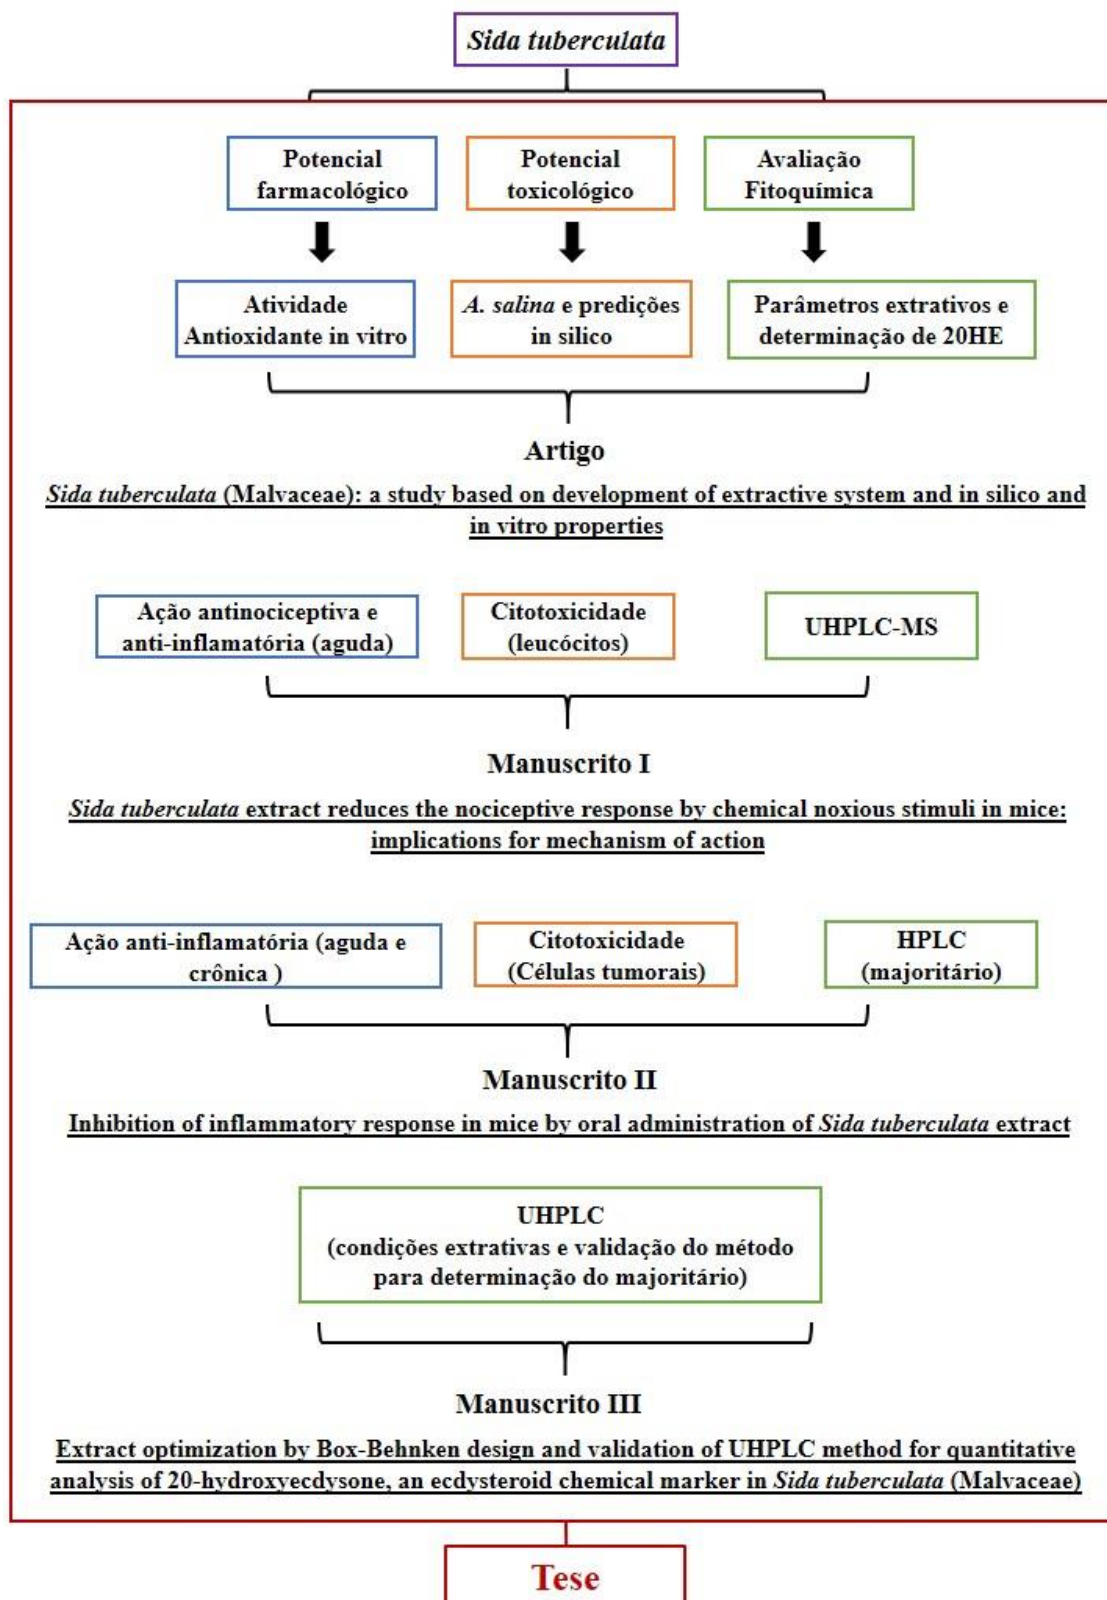 Sida tuberculata
Potencial
farmacológico
Potencial
toxicológico
Avaliação
Fitoquímica
Atividade
Antioxidante in vitro
A. salina e predições
in silico
Parâmetros extrativos e
determinação de 20HE
Artigo
Sida tuberculata (Malvaceae): a study based on development of extractive system and in silico and
in vitro properties
Ação antinociceptiva e
anti-inflamatória (aguda)
Citotoxicidade
(leucócitos)
UHPLC-MS
Manuscrito I
Sida tuberculata extract reduces the nociceptive response by chemical noxious stimuli in mice:
implications for mechanism of action
Ação anti-inflamatória (aguda e
crônica )
Citotoxicidade
(Células tumorais)
HPLC
(majoritário)
Manuscrito II
Inhibition of inflammatory response in mice by oral administration of Sida tuberculata extract
UHPLC
(condições extrativas e validação do método
para determinação do majoritário)
Manuscrito III
Extract optimization by Box-Behnken design and validation of UHPLC method for quantitative
analysis of 20-hydroxyecdysone, an ecdysteroid chemical marker in Sida tuberculata (Malvaceae)
Tese